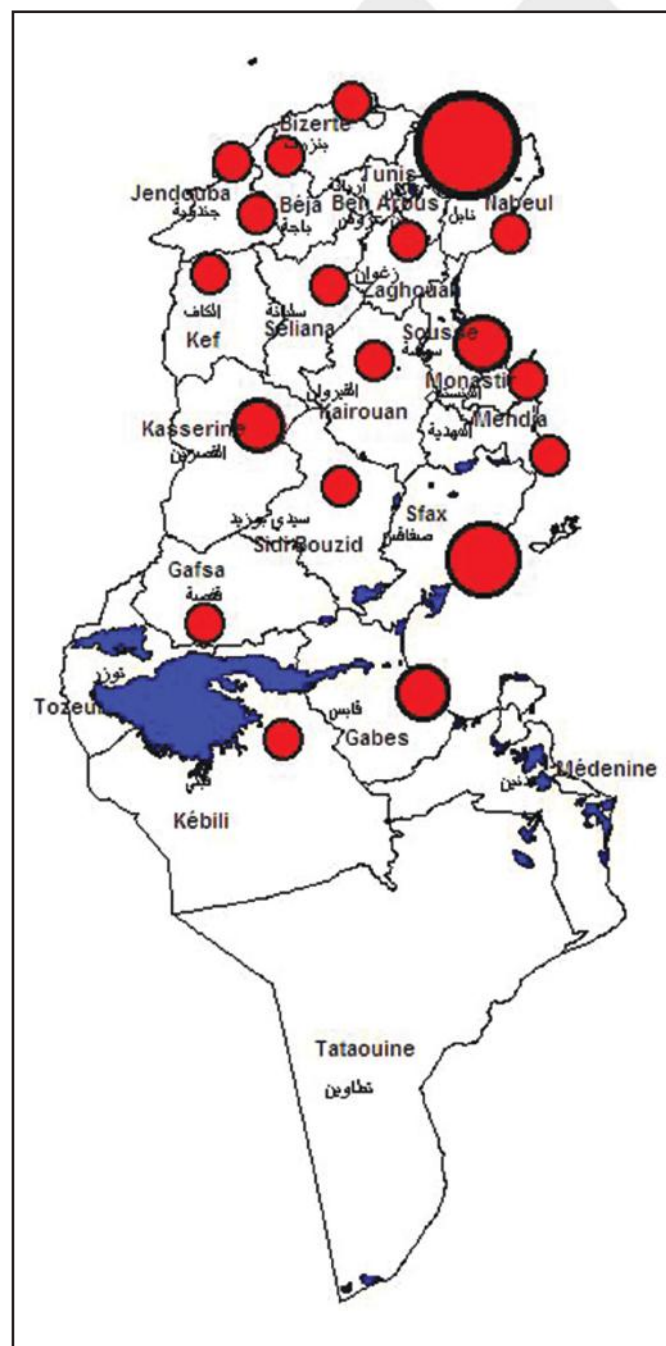 Bizerte
بنزرت
Tunis
Jendouba
جندوبة
Béja
باجة
Ben Arous
Nabeul
نابل
زغوان
Zaghouan
الكاف
Kef
سليانة
Seliana
Sousse
سوسة
Monastir
القيروان
Kairouan
Mehdia
المهدية
Kasserine
القصرين
Sfax
صفاقس
سيدي بوزيد
Sidi Bouzid
Gafsa
قفصة
توزر
Tozeur
قابس
Gabes
Médenine
Kébili
Tataouine
تطاوين